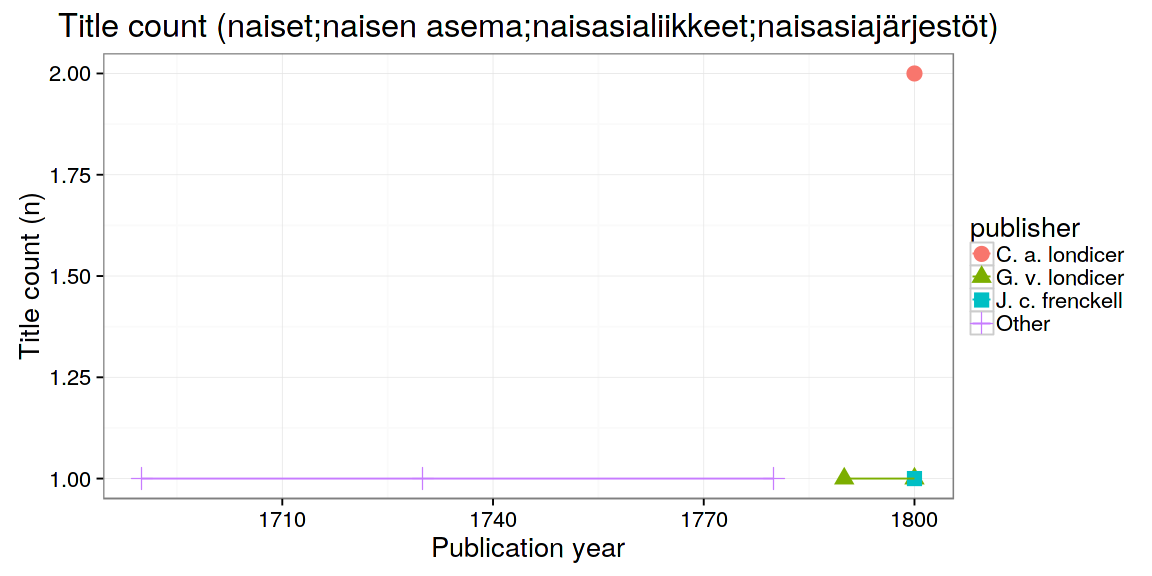 Title count (naiset;naisen asema;naisasialiikkeet;naisasiajärjestöt)
Title count (n)
2.00
1.75
1.50
1.25
1.00
1710
1740
1770
1800
Publication year
publisher
C. a. londicer
G. v. londicer
J. c. frenckell
Other